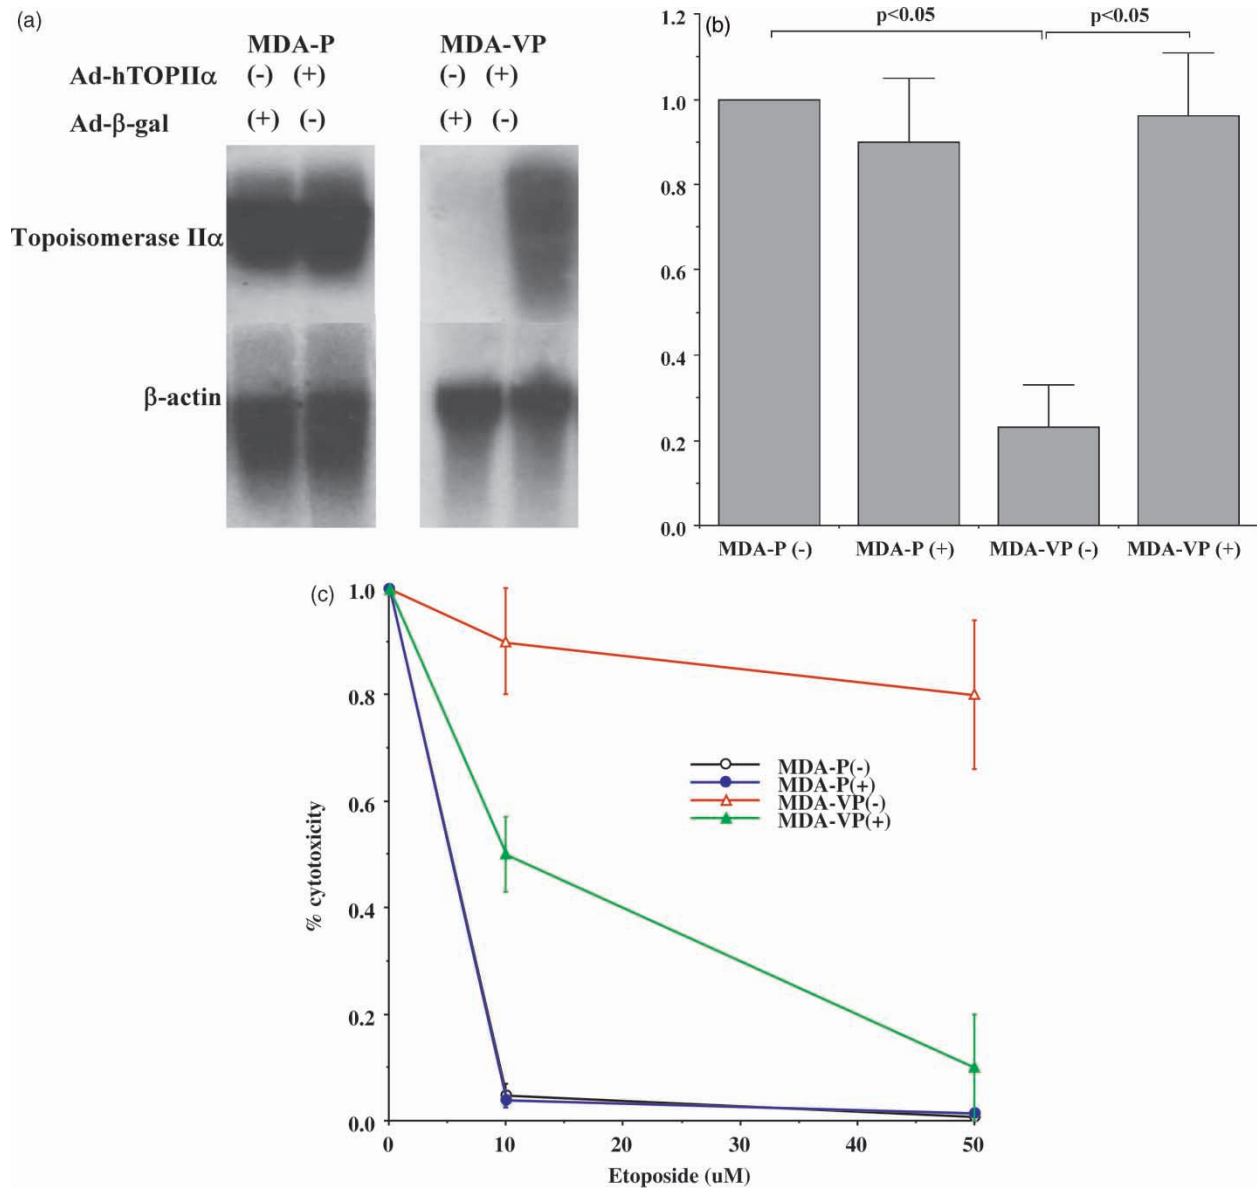 (a)
MDA-P MDA-VP
Ad-hTOPIIα (-) (+) (-) (+)
Ad-β-gal (+) (-) (+) (-)
Topoisomerase IIα
β-actin
(b)
p<0.05 p<0.05
1.2
1.0
0.8
0.6
0.4
0.2
0.0
MDA-P (-) MDA-P (+) MDA-VP (-) MDA-VP (+)
(c)
% cytotoxicity
1.0
0.8
0.6
0.4
0.2
0.0
MDA-P(-)
MDA-P(+)
MDA-VP(-)
MDA-VP(+)
0 10 20 30 40 50
Etoposide (uM)